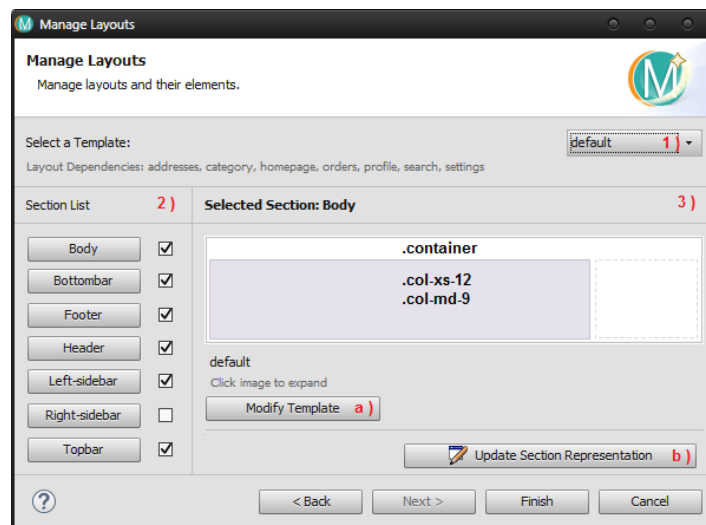 Manage Layouts
Manage Layouts
Manage layouts and their elements.
M
Select a Template:
default 1 )
Layout Dependencies: addresses, category, homepage, orders, profile, search, settings
Section List 2 )
Selected Section: Body 3 )
Body
Bottombar
Footer
Header
Left-sidebar
Right-sidebar
Topbar
.container
.col-xs-12
.col-md-9
default
Click image to expand
Modify Template a )
Update Section Representation b )
?
< Back
Next >
Finish
Cancel